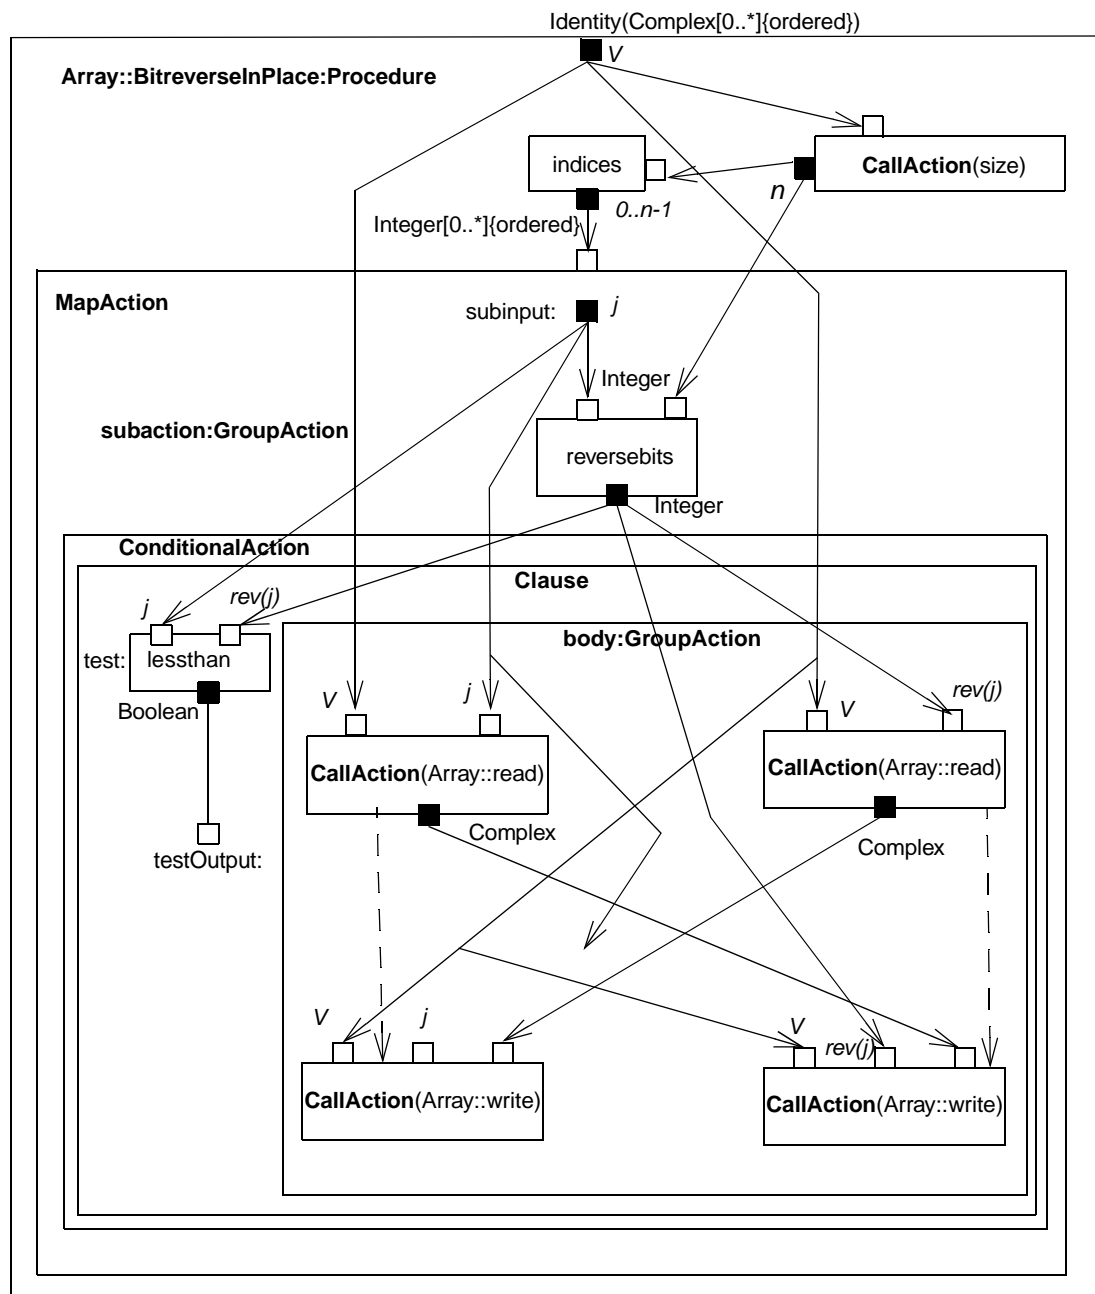 Identity(Complex[0..*]{ordered})
V
Array::BitreverseInPlace:Procedure
indices
CallAction(size)
n
0..n-1
Integer[0..*]{ordered}
MapAction
subinput:
j
Integer
subaction:GroupAction
reversebits
Integer
ConditionalAction
Clause
j
rev(j)
body:GroupAction
test:
lessthan
Boolean
V
j
V
rev(j)
CallAction(Array::read)
CallAction(Array::read)
Complex
Complex
testOutput:
V
j
V
rev(j)
CallAction(Array::write)
CallAction(Array::write)